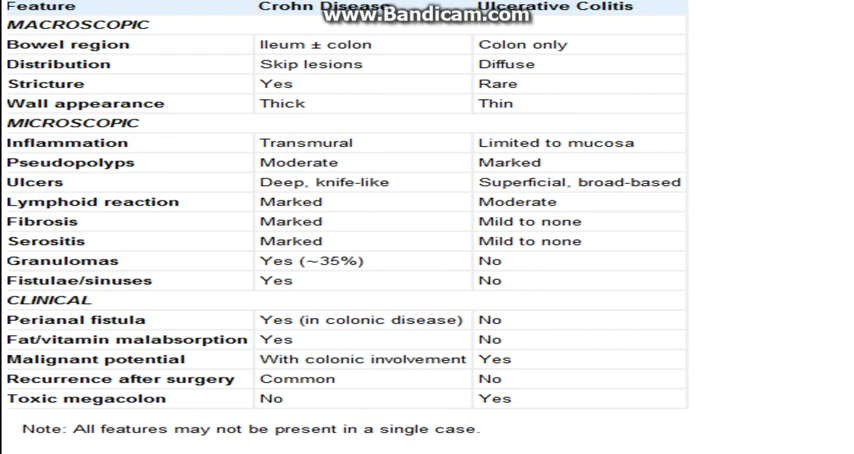 Feature Crohn Disease Ulcerative Colitis
www.Bandicam.com
MACROSCOPIC
Bowel region Ileum ± colon Colon only
Distribution Skip lesions Diffuse
Stricture Yes Rare
Wall appearance Thick Thin
MICROSCOPIC
Inflammation Transmural Limited to mucosa
Pseudopolyps Moderate Marked
Ulcers Deep, knife-like Superficial, broad-based
Lymphoid reaction Marked Moderate
Fibrosis Marked Mild to none
Serositis Marked Mild to none
Granulomas Yes (~35%) No
Fistulae/sinuses Yes No
CLINICAL
Perianal fistula Yes (in colonic disease) No
Fat/vitamin malabsorption Yes No
Malignant potential With colonic involvement Yes
Recurrence after surgery Common No
Toxic megacolon No Yes
Note: All features may not be present in a single case.